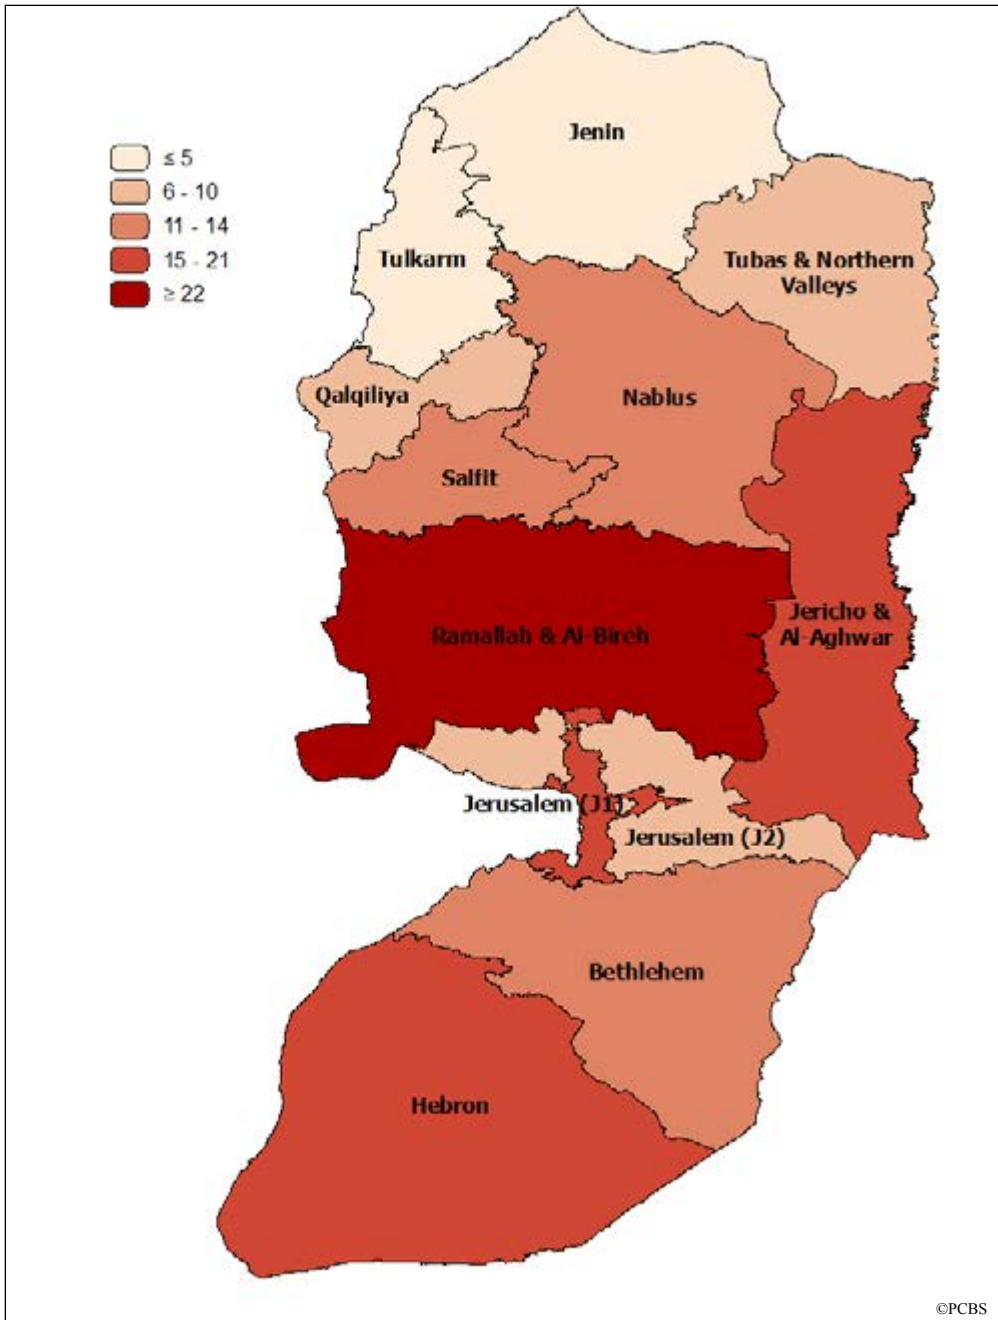 Jenin
≤ 5
6 - 10
11 - 14
15 - 21
≥ 22
Tulkarm
Tubas & Northern
Valleys
Qalqiliya
Nablus
Salfit
Ramallah & Al-Bireh
Jericho &
Al-Aghwar
Jerusalem (J1)
Jerusalem (J2)
Bethlehem
Hebron
©PCBS